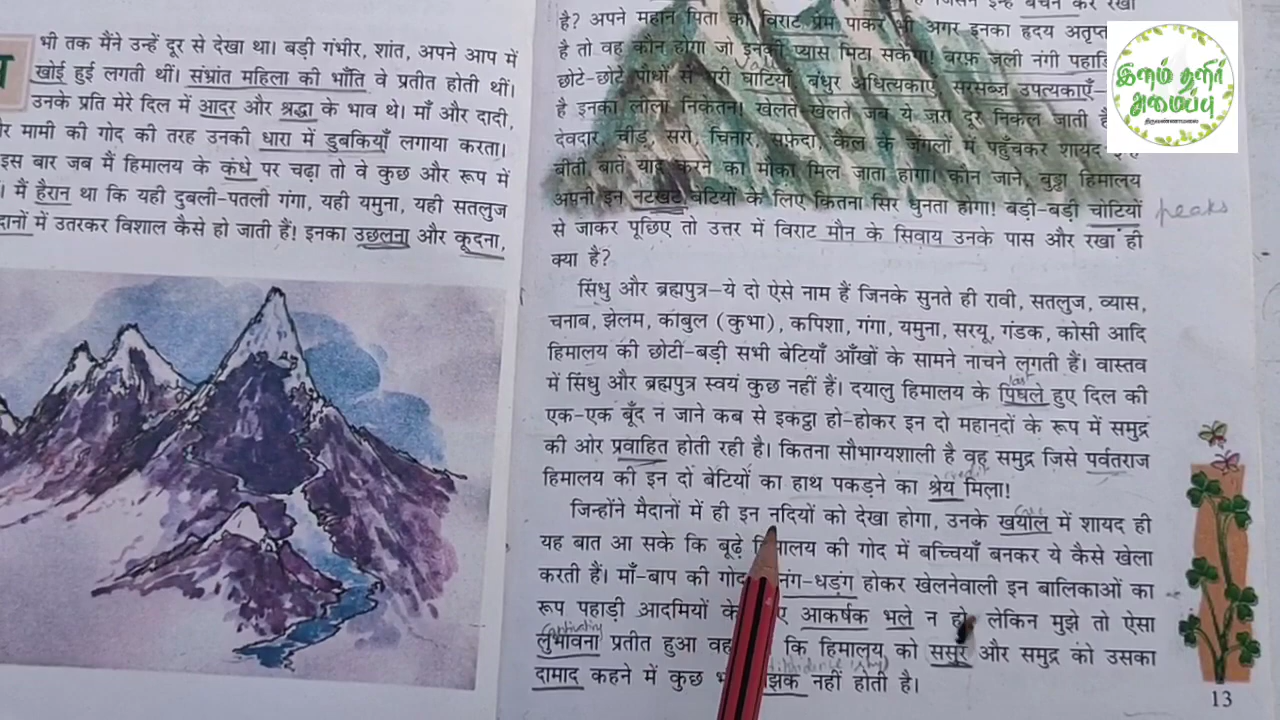 भी तक मैंने उन्हें दूर से देखा था। बड़ी गंभीर, शांत, अपने आप में
खोई हुई लगती थीं। संभ्रांत महिला की भाँति वे प्रतीत होती थीं।
उनके प्रति मेरे दिल में आदर और श्रद्धा के भाव थे। माँ और दादी,
और मामी की गोद की तरह उनकी धारा में डुबकियाँ लगाया करता।
इस बार जब मैं हिमालय के कंधे पर चढ़ा तो वे कुछ और रूप में
मैं हैरान था कि यही दुबली-पतली गंगा, यही यमुना, यही सतलुज
दानों में उतरकर विशाल कैसे हो जाती हैं! इनका उछलना और कूदना,
है? अपने महान पिता का विराट प्रेम पाकर भी अगर इनका हृदय अतृप्त
है तो वह कौन होगा जो इनकी प्यास मिटा सकेगा! बरफ़ जली नंगी पहाड़ि
छोटे-छोटे पौधों से भरी घाटियाँ, बंधुर अधित्यकाएँ, सरसब्ज़ उपत्यकाएँ–
है इनका लीला निकेतन! खेलते-खेलते जब ये ज़रा दूर निकल जाती हैं
देवदार, चीड़, सरो, चिनार, सफ़ेदा, कैल के जंगलों में पहुँचकर शायद
बीती बातें याद करने का मौका मिल जाता होगा। कौन जाने, बुड्ढा हिमालय
अपनी इन नटखट बेटियों के लिए कितना सिर धुनता होगा! बड़ी-बड़ी चोटियों peaks
से जाकर पूछिए तो उत्तर में विराट मौन के सिवाय उनके पास और रखा ही
क्या है?
सिंधु और ब्रह्मपुत्र–ये दो ऐसे नाम हैं जिनके सुनते ही रावी, सतलुज, व्यास,
चनाब, झेलम, काबुल (कुभा), कपिशा, गंगा, यमुना, सरयू, गंडक, कोसी आदि
हिमालय की छोटी-बड़ी सभी बेटियाँ आँखों के सामने नाचने लगती हैं। वास्तव
में सिंधु और ब्रह्मपुत्र स्वयं कुछ नहीं हैं। दयालु हिमालय के पिघले हुए दिल की
एक-एक बूँद न जाने कब से इकट्ठा हो-होकर इन दो महानदों के रूप में समुद्र
की ओर प्रवाहित होती रही है। कितना सौभाग्यशाली है वह समुद्र जिसे पर्वतराज
हिमालय की इन दो बेटियों का हाथ पकड़ने का श्रेय मिला!
जिन्होंने मैदानों में ही इन नदियों को देखा होगा, उनके खयाल में शायद ही
यह बात आ सके कि बूढ़े हिमालय की गोद में बच्चियाँ बनकर ये कैसे खेला
करती हैं। माँ-बाप की गोद नंग-धड़ंग होकर खेलनेवाली इन बालिकाओं का
रूप पहाड़ी आदमियों के आकर्षक भले न हो, लेकिन मुझे तो ऐसा
Captivating
लुभावना प्रतीत हुआ वह कि हिमालय को ससुर और समुद्र को उसका
दामाद कहने में कुछ झिझक नहीं होती है।
13
இளம் தளிர்
அமைப்பு
திருவண்ணாமலை